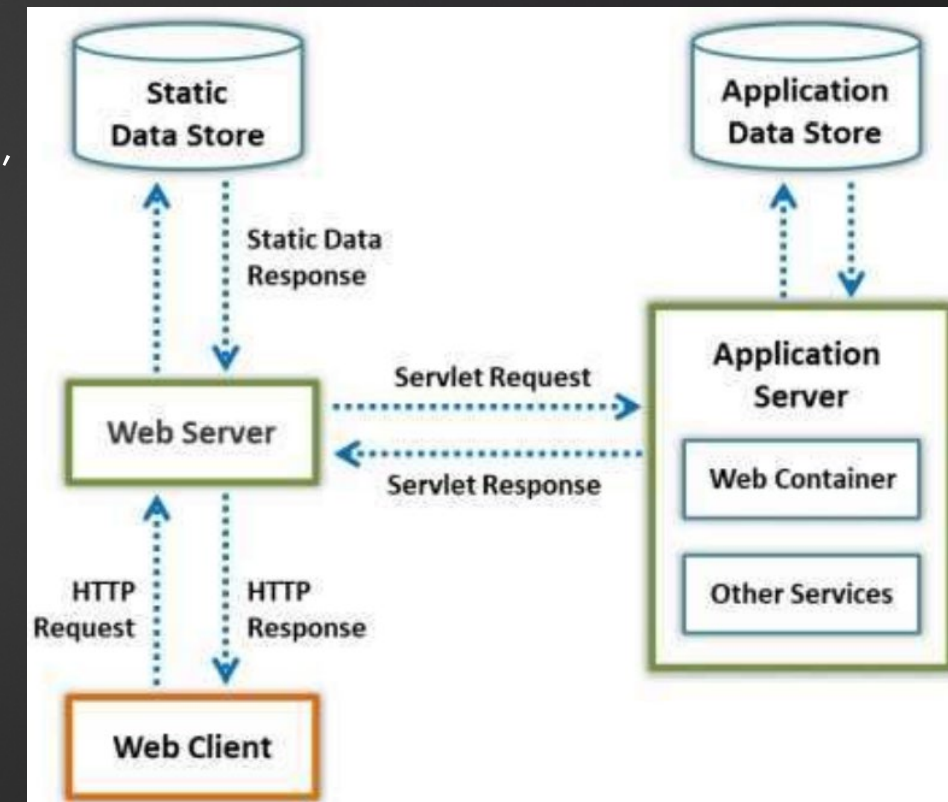 Static
Data Store
Application
Data Store
,
Static Data
Response
Servlet Request
Application
Server
Web Server
Servlet Response
Web Container
HTTP
Request
HTTP
Response
Other Services
Web Client